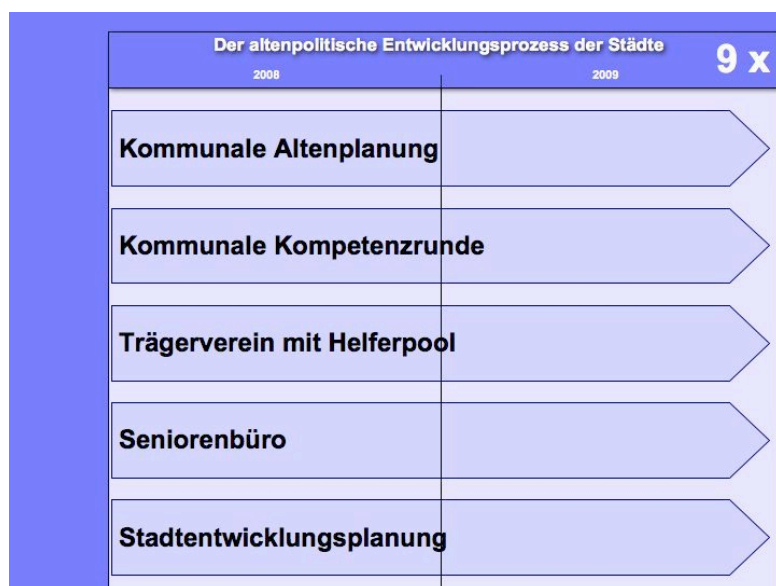 Der altenpolitische Entwicklungsprozess der Städte
9 x
2008 2009
Kommunale Altenplanung
Kommunale Kompetenzrunde
Trägerverein mit Helferpool
Seniorenbüro
Stadtentwicklungsplanung